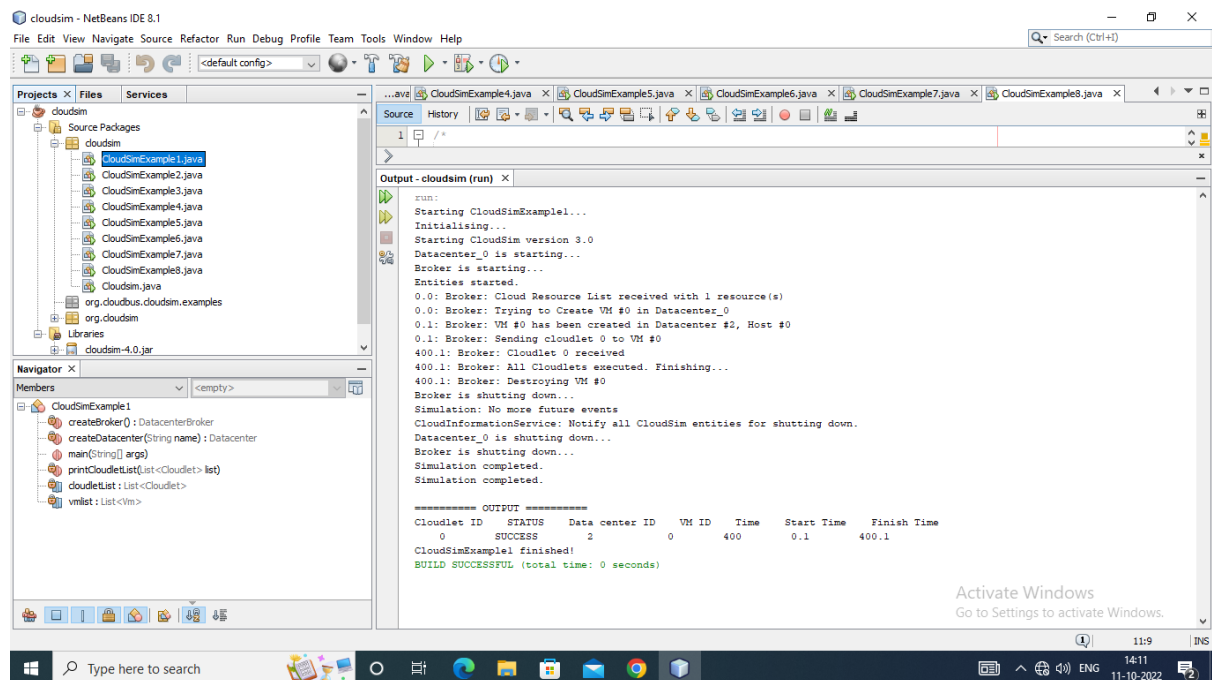 cloudsim - NetBeans IDE 8.1
File Edit View Navigate Source Refactor Run Debug Profile Team Tools Window Help
Search (Ctrl+I)
<default config>
Projects × Files Services
...ava CloudSimExample4.java × CloudSimExample5.java × CloudSimExample6.java × CloudSimExample7.java × CloudSimExample8.java ×
Source History
1 /*
cloudsim
Source Packages
cloudsim
CloudSimExample1.java
CloudSimExample2.java
CloudSimExample3.java
CloudSimExample4.java
CloudSimExample5.java
CloudSimExample6.java
CloudSimExample7.java
CloudSimExample8.java
Cloudsim.java
org.cloudbus.cloudsim.examples
org.cloudsim
Libraries
cloudsim-4.0.jar
Navigator ×
Members <empty>
CloudSimExample1
createBroker() : DatacenterBroker
createDatacenter(String name) : Datacenter
main(String[] args)
printCloudletList(List<Cloudlet> list)
cloudletList : List<Cloudlet>
vmlist : List<Vm>
Output - cloudsim (run) ×
run:
Starting CloudSimExample1...
Initialising...
Starting CloudSim version 3.0
Datacenter_0 is starting...
Broker is starting...
Entities started.
0.0: Broker: Cloud Resource List received with 1 resource(s)
0.0: Broker: Trying to Create VM #0 in Datacenter_0
0.1: Broker: VM #0 has been created in Datacenter #2, Host #0
0.1: Broker: Sending cloudlet 0 to VM #0
400.1: Broker: Cloudlet 0 received
400.1: Broker: All Cloudlets executed. Finishing...
400.1: Broker: Destroying VM #0
Broker is shutting down...
Simulation: No more future events
CloudInformationService: Notify all CloudSim entities for shutting down.
Datacenter_0 is shutting down...
Broker is shutting down...
Simulation completed.
Simulation completed.
========== OUTPUT ==========
Cloudlet ID STATUS Data center ID VM ID Time Start Time Finish Time
0 SUCCESS 2 0 400 0.1 400.1
CloudSimExample1 finished!
BUILD SUCCESSFUL (total time: 0 seconds)
Activate Windows
Go to Settings to activate Windows.
1 11:9 INS
Type here to search
ENG
14:11
11-10-2022
2